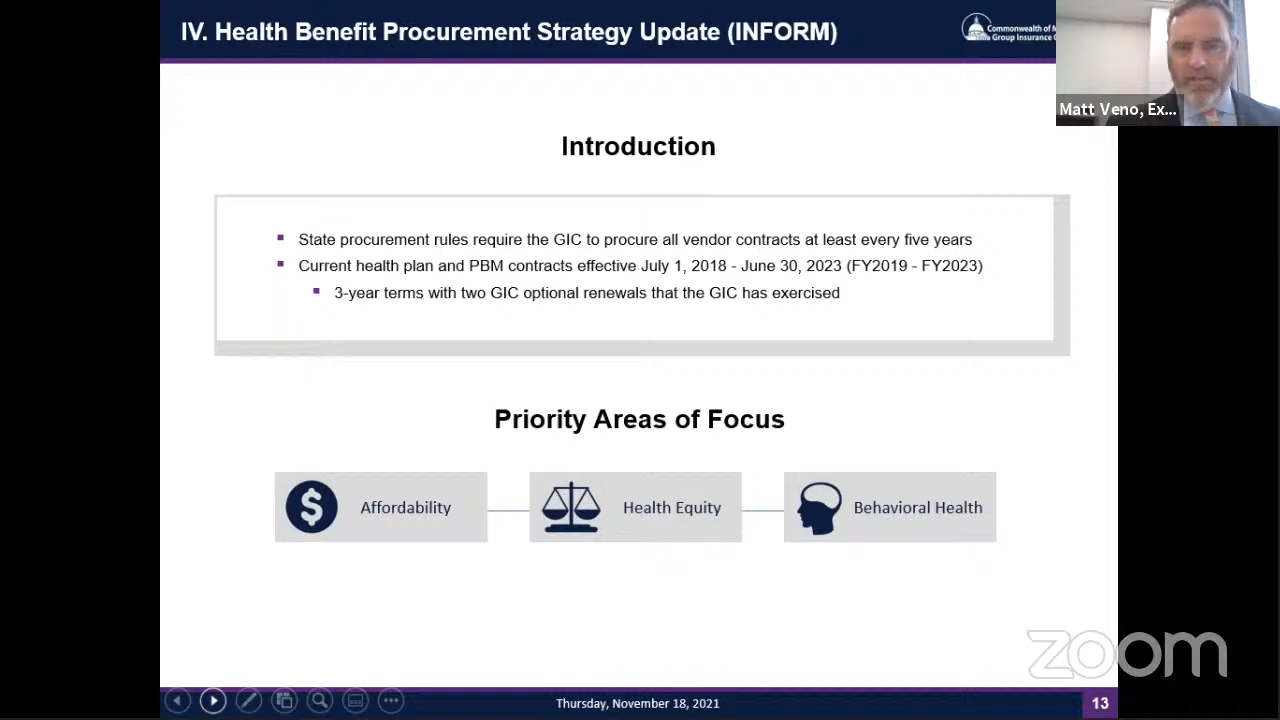 IV. Health Benefit Procurement Strategy Update (INFORM)
Commonwealth of
Group Insurance
Matt Veno, Ex...
Introduction
State procurement rules require the GIC to procure all vendor contracts at least every five years
Current health plan and PBM contracts effective July 1, 2018 - June 30, 2023 (FY2019 - FY2023)
3-year terms with two GIC optional renewals that the GIC has exercised
Priority Areas of Focus
Affordability
Health Equity
Behavioral Health
zoom
Thursday, November 18, 2021
13